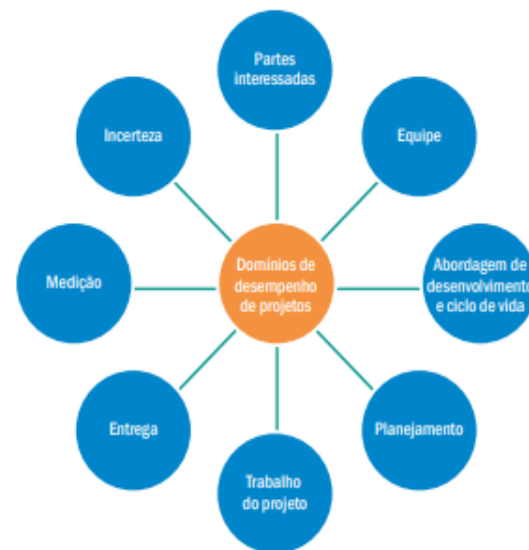 Partes
interessadas
Incerteza
Equipe
Medição
Domínios de
desempenho
de projetos
Abordagem de
desenvolvimento
e ciclo de vida
Entrega
Planejamento
Trabalho
do projeto